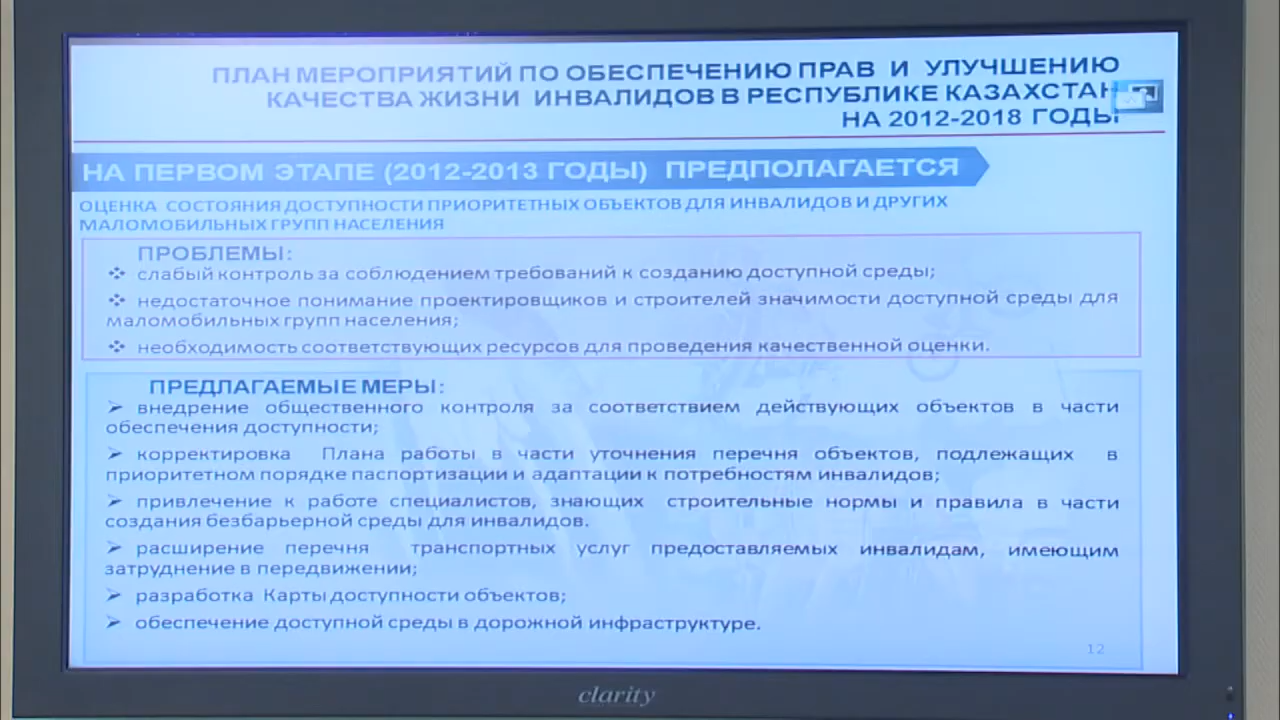 ПЛАН МЕРОПРИЯТИЙ ПО ОБЕСПЕЧЕНИЮ ПРАВ И УЛУЧШЕНИЮ
КАЧЕСТВА ЖИЗНИ ИНВАЛИДОВ В РЕСПУБЛИКЕ КАЗАХСТАН
НА 2012-2018 ГОДЫ
НА ПЕРВОМ ЭТАПЕ (2012-2013 ГОДЫ) ПРЕДПОЛАГАЕТСЯ
ОЦЕНКА СОСТОЯНИЯ ДОСТУПНОСТИ ПРИОРИТЕТНЫХ ОБЪЕКТОВ ДЛЯ ИНВАЛИДОВ И ДРУГИХ
МАЛОМОБИЛЬНЫХ ГРУПП НАСЕЛЕНИЯ
ПРОБЛЕМЫ:
❖ слабый контроль за соблюдением требований к созданию доступной среды;
❖ недостаточное понимание проектировщиков и строителей значимости доступной среды для
маломобильных групп населения;
❖ необходимость соответствующих ресурсов для проведения качественной оценки.
ПРЕДЛАГАЕМЫЕ МЕРЫ:
➢ внедрение общественного контроля за соответствием действующих объектов в части
обеспечения доступности;
➢ корректировка Плана работы в части уточнения перечня объектов, подлежащих в
приоритетном порядке паспортизации и адаптации к потребностям инвалидов;
➢ привлечение к работе специалистов, знающих строительные нормы и правила в части
создания безбарьерной среды для инвалидов.
➢ расширение перечня транспортных услуг предоставляемых инвалидам, имеющим
затруднение в передвижении;
➢ разработка Карты доступности объектов;
➢ обеспечение доступной среды в дорожной инфраструктуре.
12
clarity